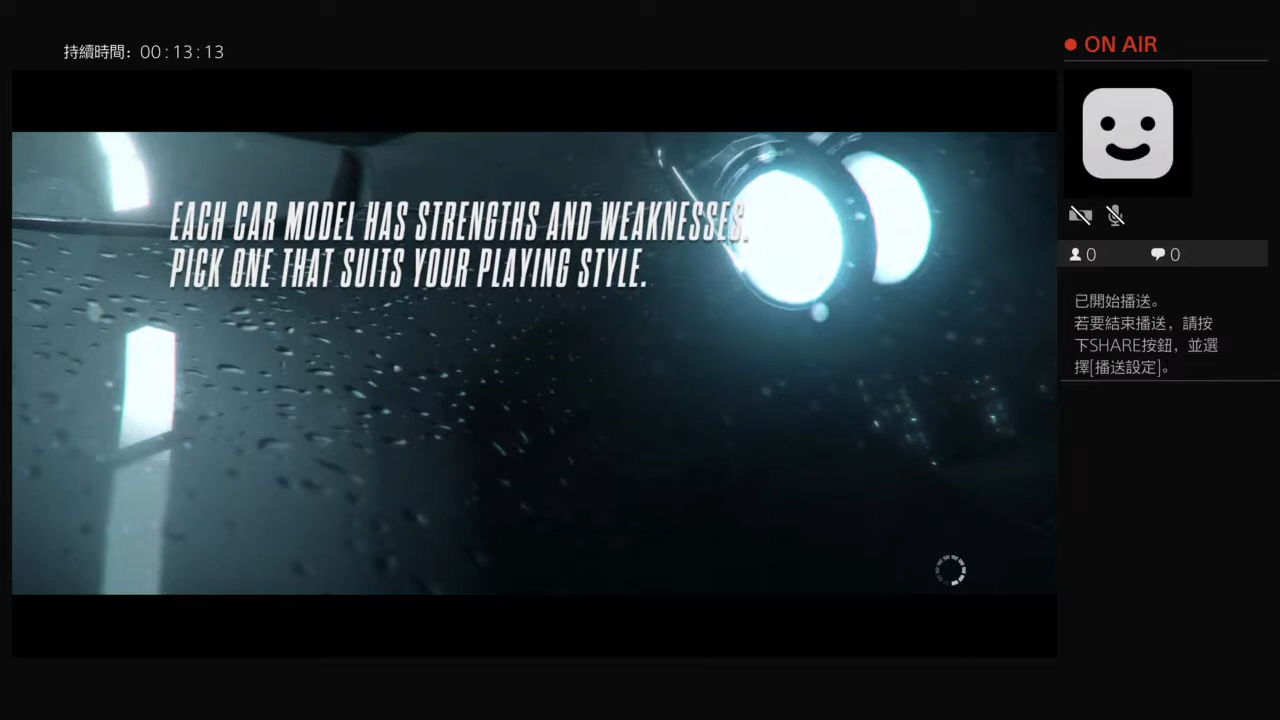 持續時間: 00:13:13
ON AIR
EACH CAR MODEL HAS STRENGTHS AND WEAKNESSES.
PICK ONE THAT SUITS YOUR PLAYING STYLE.
0 0
已開始播送。
若要結束播送，請按
下SHARE按鈕，並選
擇[播送設定]。